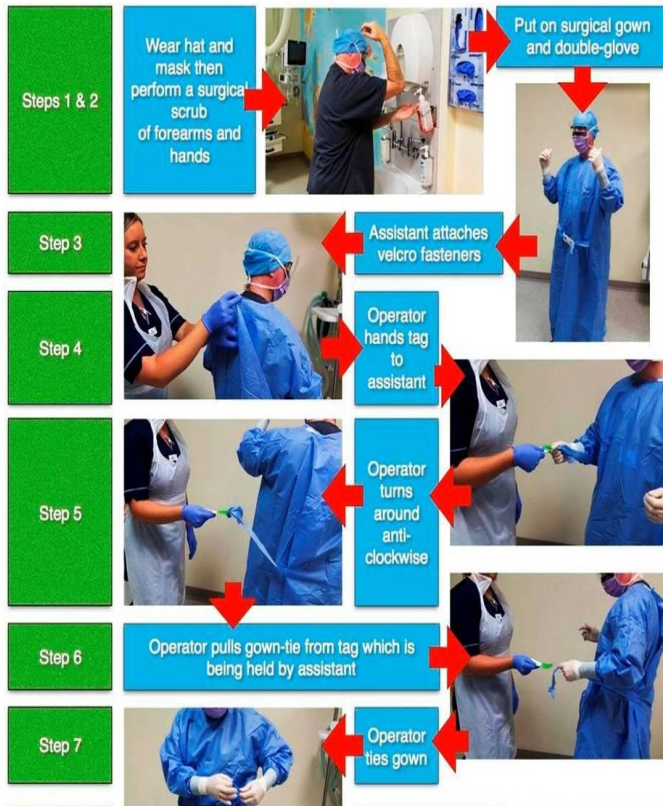 Steps 1 & 2
Wear hat and
mask then
perform a surgical
scrub
of forearms and
hands
Put on surgical gown
and double-glove
Step 3
Assistant attaches
velcro fasteners
Step 4
Operator
hands tag
to
assistant
Step 5
Operator
turns
around
anti-
clockwise
Step 6
Operator pulls gown-tie from tag which is
being held by assistant
Step 7
Operator
ties gown